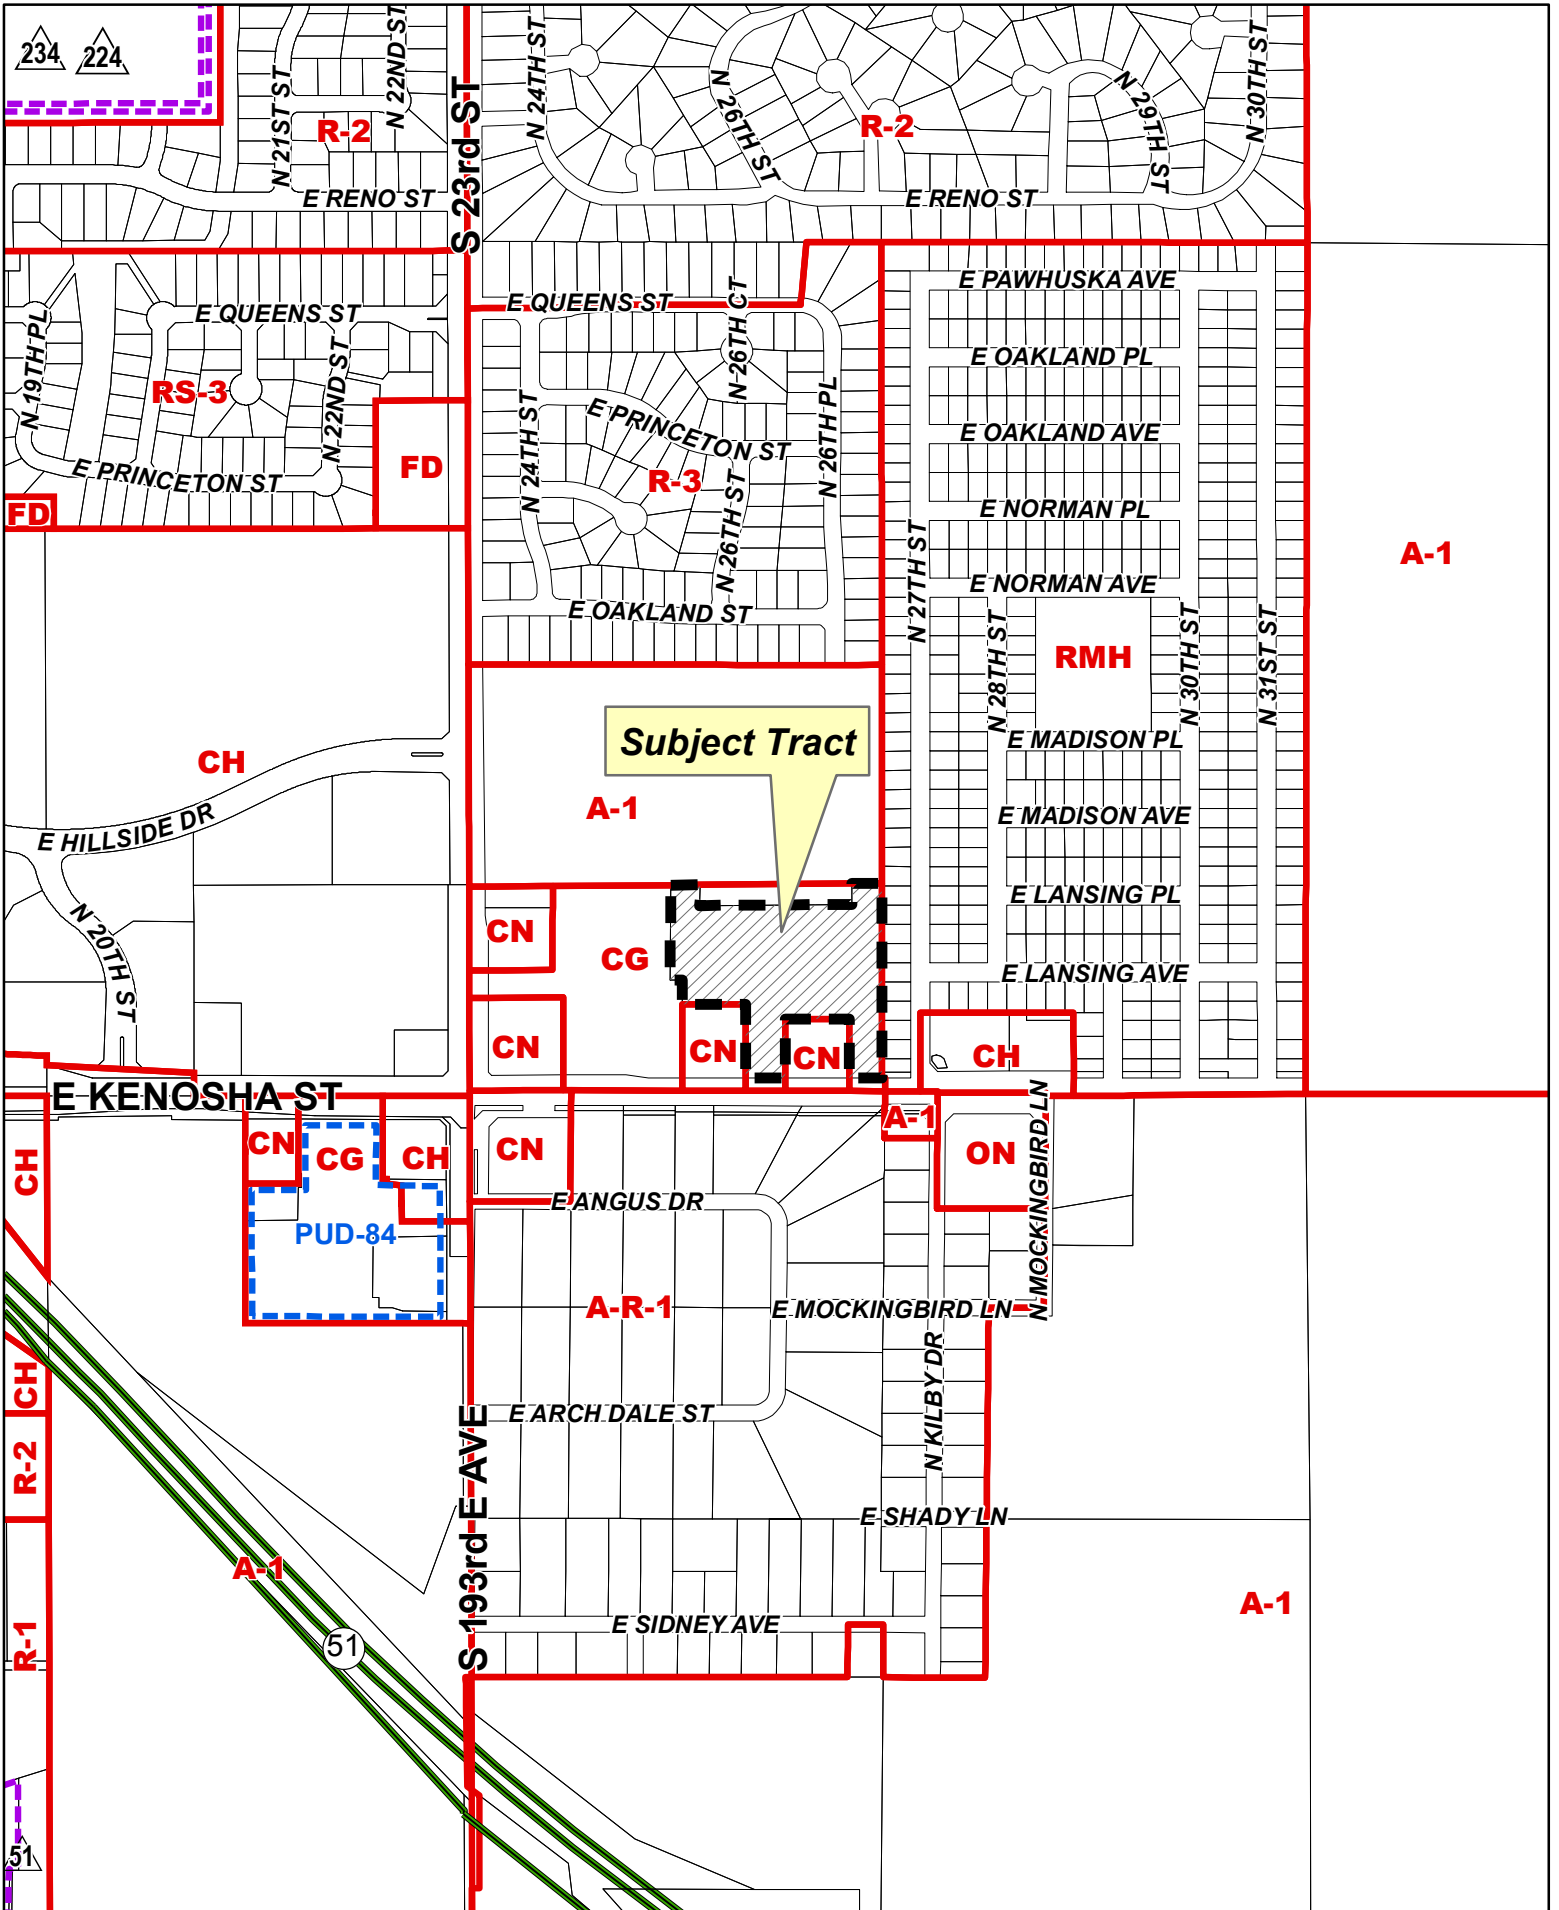 234
224
N 21ST ST
N 22ND ST
R-2
E RENO ST
S 23rd ST
N 24TH ST
N 26TH ST
R-2
N 29TH ST
N 30TH ST
E RENO ST
N 19TH PL
E QUEENS ST
RS-3
N 22ND ST
E PRINCETON ST
FD
FD
E QUEENS ST
N 26TH CT
N 24TH ST
E PRINCETON ST
R-3
N 26TH ST
N 26TH PL
E OAKLAND ST
E PAWHUSKA AVE
E OAKLAND PL
E OAKLAND AVE
E NORMAN PL
E NORMAN AVE
N 27TH ST
N 28TH ST
RMH
N 30TH ST
N 31ST ST
A-1
E MADISON PL
E MADISON AVE
E LANSING PL
E LANSING AVE
CH
E HILLSIDE DR
N 20TH ST
Subject Tract
A-1
CN
CG
CN
CN
CN
CH
E KENOSHA ST
CH
CN
CG
CH
PUD-84
CN
A-1
ON
N MOCKINGBIRD LN
E ANGUS DR
A-R-1
E MOCKINGBIRD LN
N KILBY DR
E ARCH DALE ST
S 193rd E AVE
E SHADY LN
E SIDNEY AVE
CH
R-2
R-1
A-1
51
A-1
51